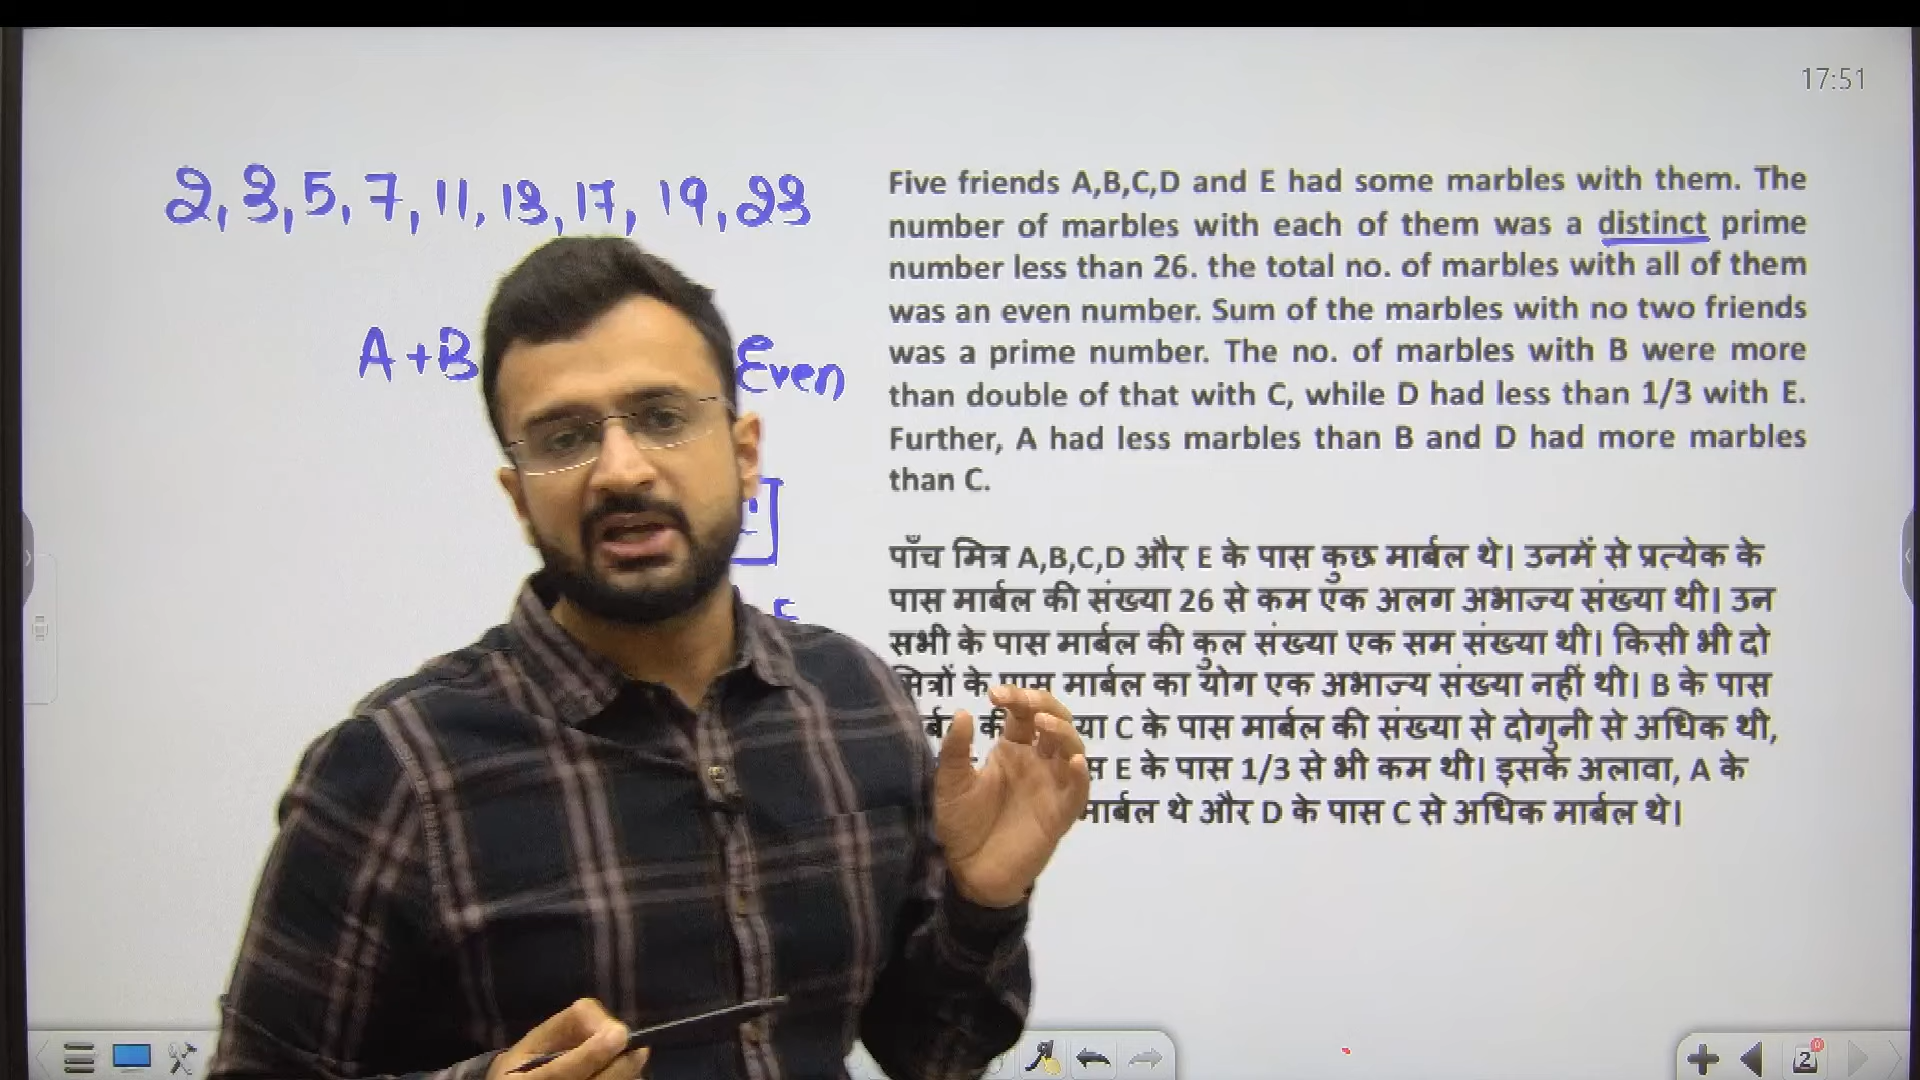 17:51
2, 3, 5, 7, 11, 13, 17, 19, 23
A+B
Even
Five friends A,B,C,D and E had some marbles with them. The
number of marbles with each of them was a distinct prime
number less than 26. the total no. of marbles with all of them
was an even number. Sum of the marbles with no two friends
was a prime number. The no. of marbles with B were more
than double of that with C, while D had less than 1/3 with E.
Further, A had less marbles than B and D had more marbles
than C.
पाँच मित्र A,B,C,D और E के पास कुछ मार्बल थे। उनमें से प्रत्येक के
पास मार्बल की संख्या 26 से कम एक अलग अभाज्य संख्या थी। उन
सभी के पास मार्बल की कुल संख्या एक सम संख्या थी। किसी भी दो
मित्रों के पास मार्बल का योग एक अभाज्य संख्या नहीं थी। B के पास
की C के पास मार्बल की संख्या से दोगुनी से अधिक थी,
E के पास 1/3 से भी कम थी। इसके अलावा, A के
मार्बल थे और D के पास C से अधिक मार्बल थे।
2